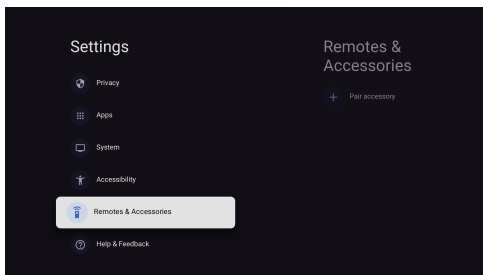 Settings
Privacy
Apps
System
Accessibility
Remotes & Accessories
Help & Feedback
Remotes &
Accessories
Pair accessory